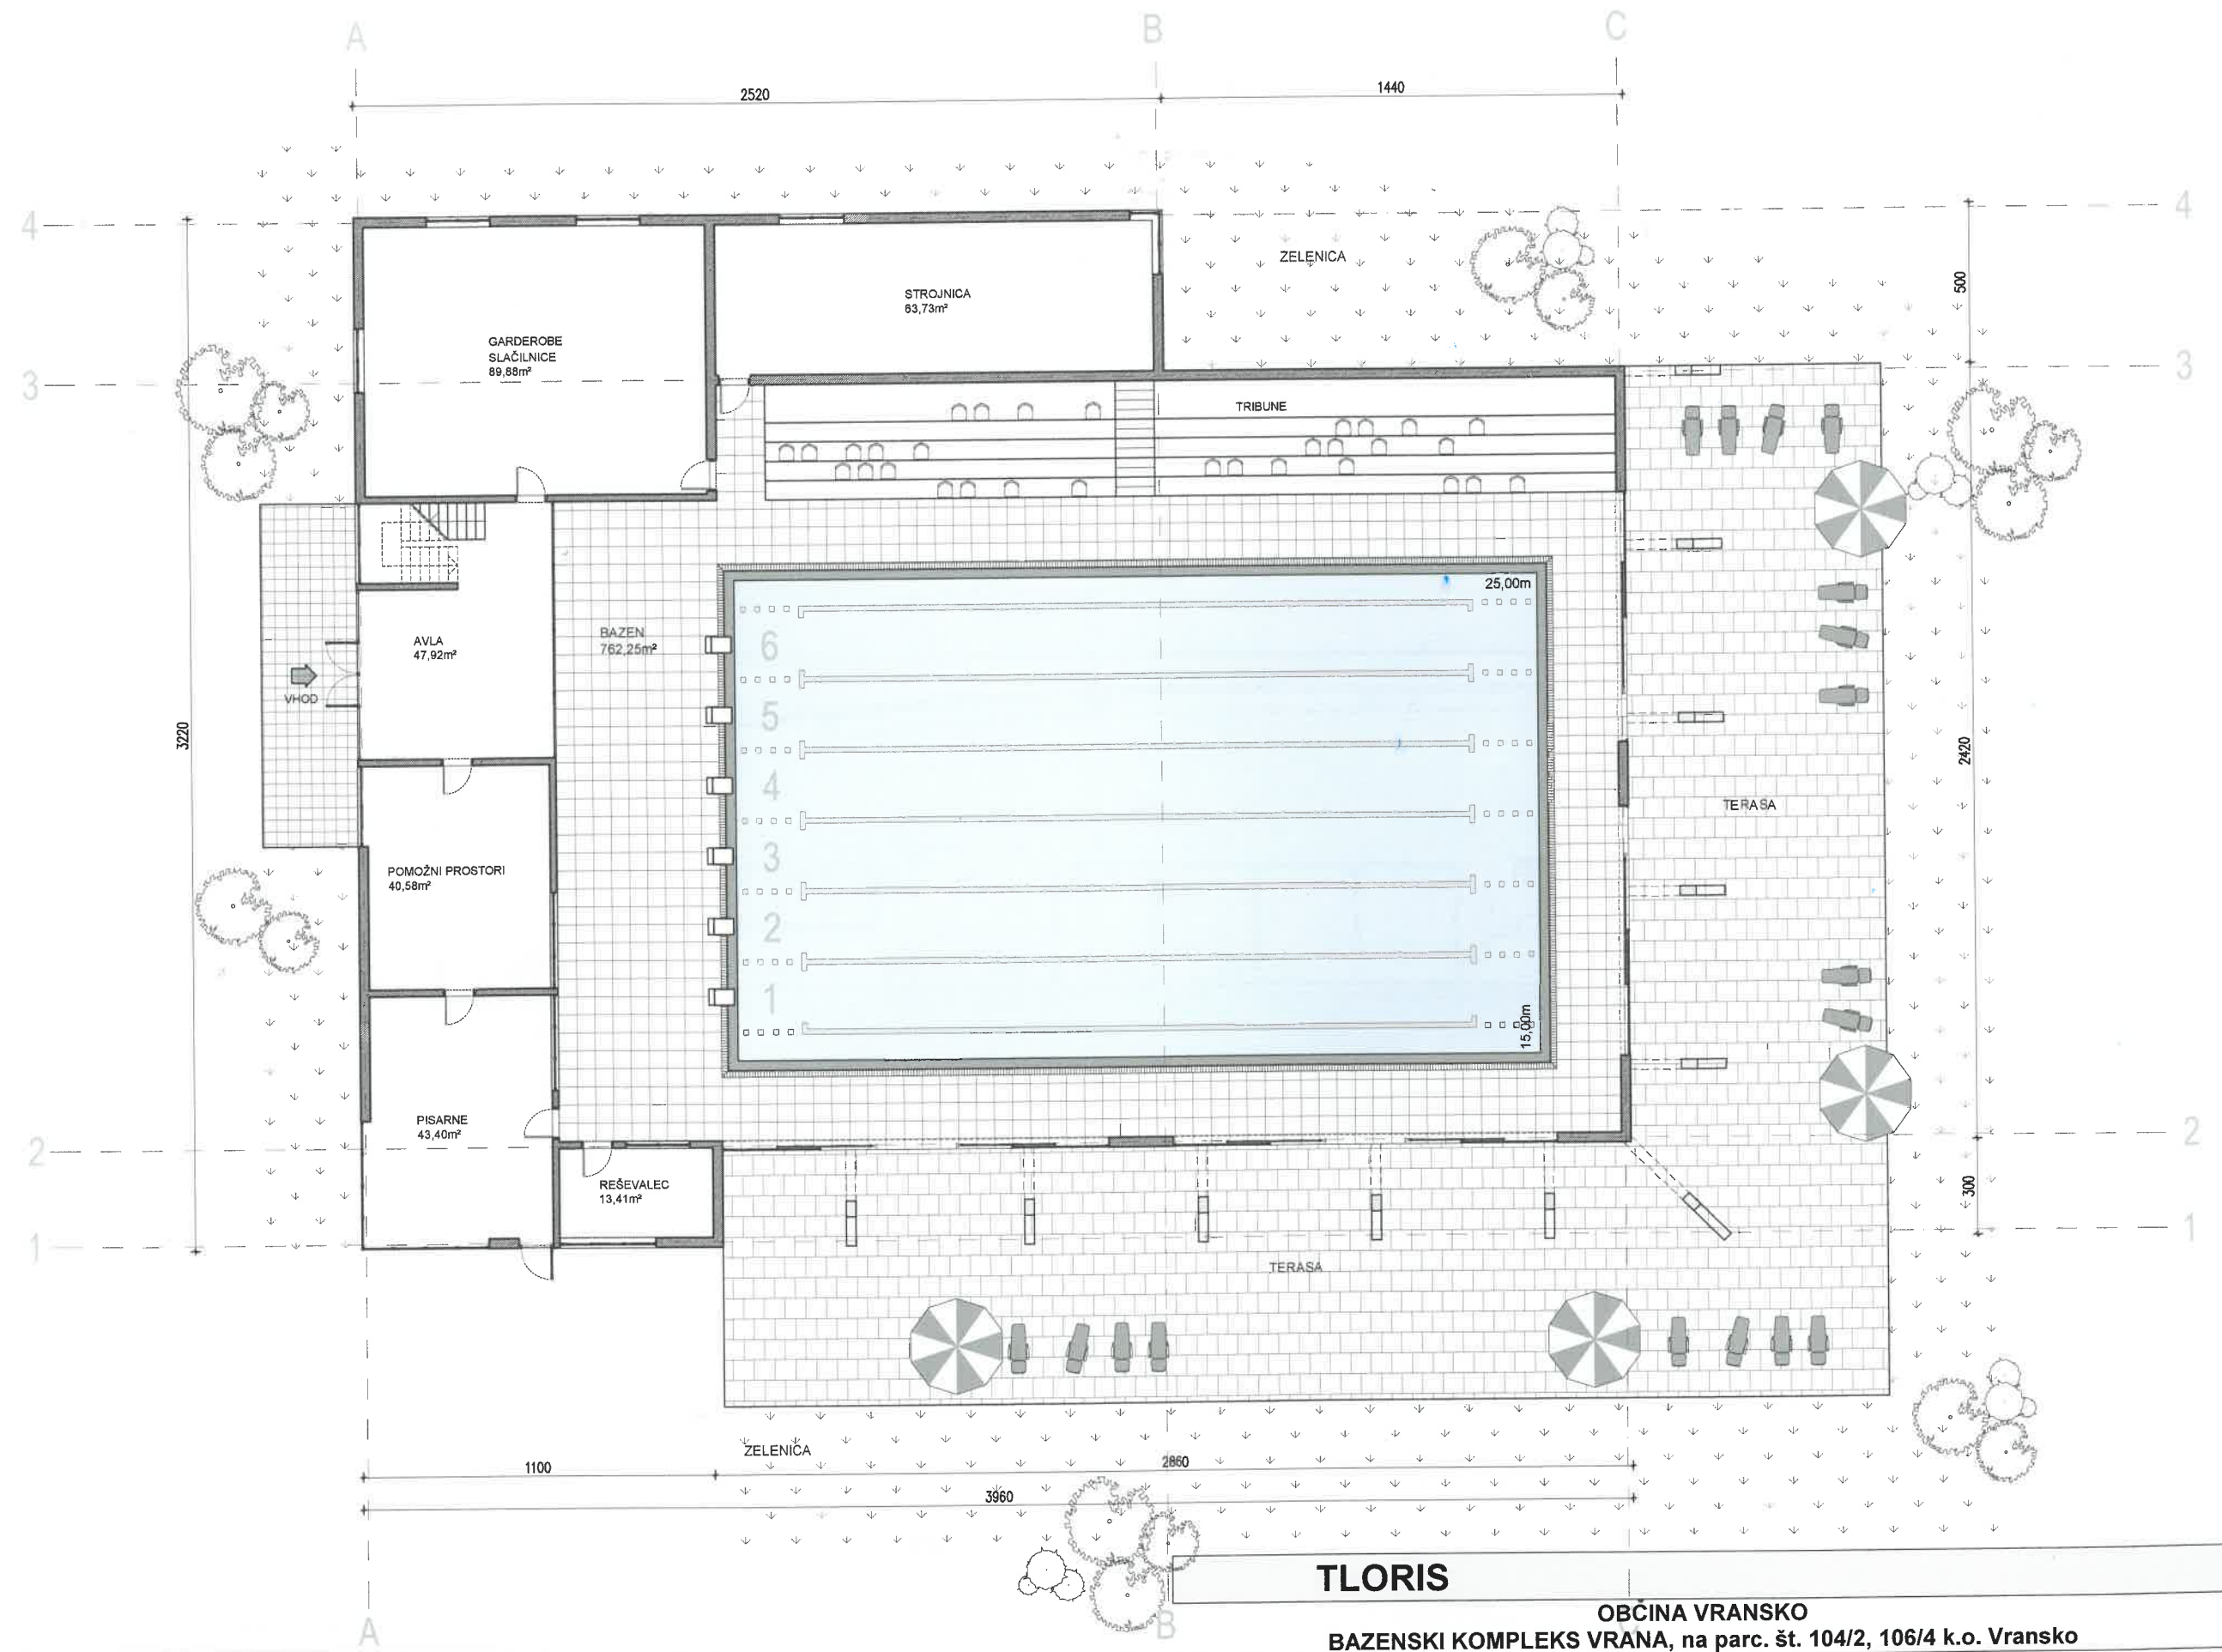 A
B
C
2520
1440
4
4
ZELENICA
500
STROJNICA
63,73m²
GARDEROBE
SLAČILNICE
89,88m²
3
3
TRIBUNE
25,00m
BAZEN
762,25m²
AVLA
47,92m²
6
VHOD
5
3220
2420
4
TERASA
3
POMOŽNI PROSTORI
40,58m²
2
1
15,00m
PISARNE
43,40m²
2
2
REŠEVALEC
13,41m²
300
1
1
TERASA
ZELENICA
1100
2860
3960
TLORIS
A
B
C
OBČINA VRANSKO
BAZENSKI KOMPLEKS VRANA, na parc. št. 104/2, 106/4 k.o. Vransko